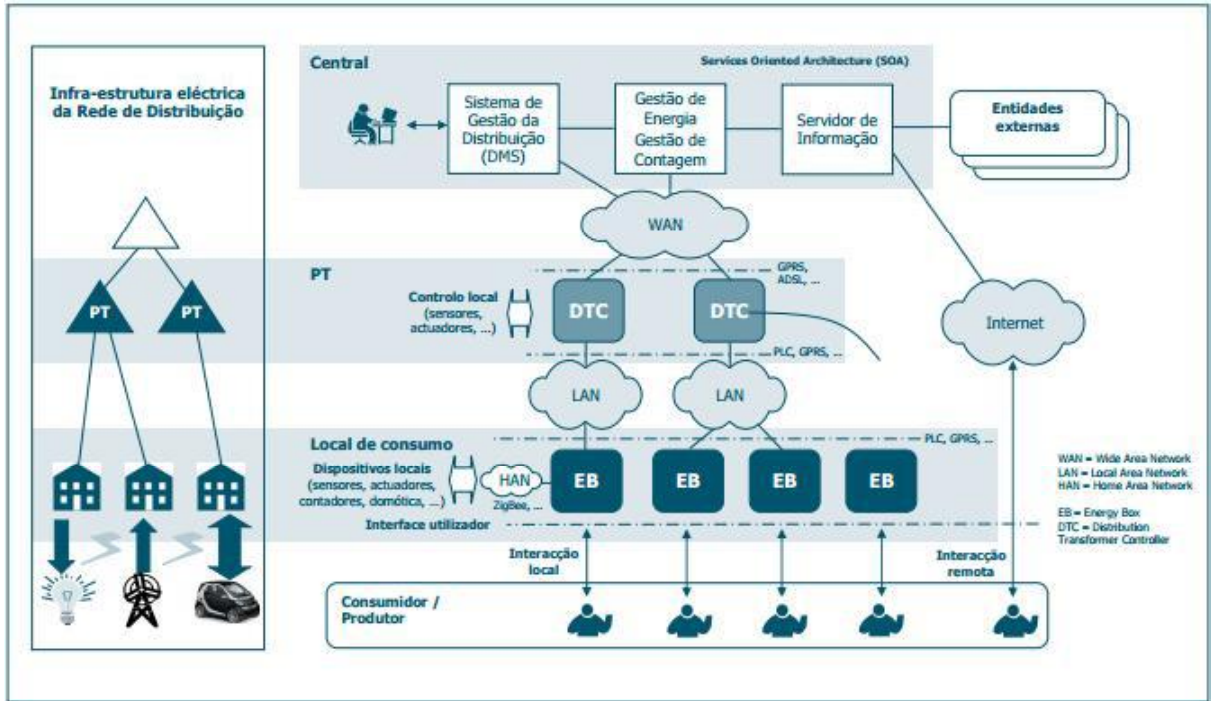 Infra-estrutura eléctrica
da Rede de Distribuição
PT
PT
Central
Services Oriented Architecture (SOA)
Sistema de
Gestão da
Distribuição
(DMS)
Gestão de
Energia
Gestão de
Contagem
Servidor de
Informação
Entidades
externas
WAN
PT
GPRS,
ADSL, ...
Controlo local
(sensores,
actuadores, ...)
DTC
DTC
Internet
PLC, GPRS, ...
LAN
LAN
Local de consumo
PLC, GPRS, ...
Dispositivos locais
(sensores, actuadores,
contadores, domótica, ...)
HAN
ZigBee, ...
EB
EB
EB
EB
Interface utilizador
WAN = Wide Area Network
LAN = Local Area Network
HAN = Home Area Network
EB = Energy Box
DTC = Distribution
Transformer Controller
Interacção
local
Interacção
remota
Consumidor /
Produtor